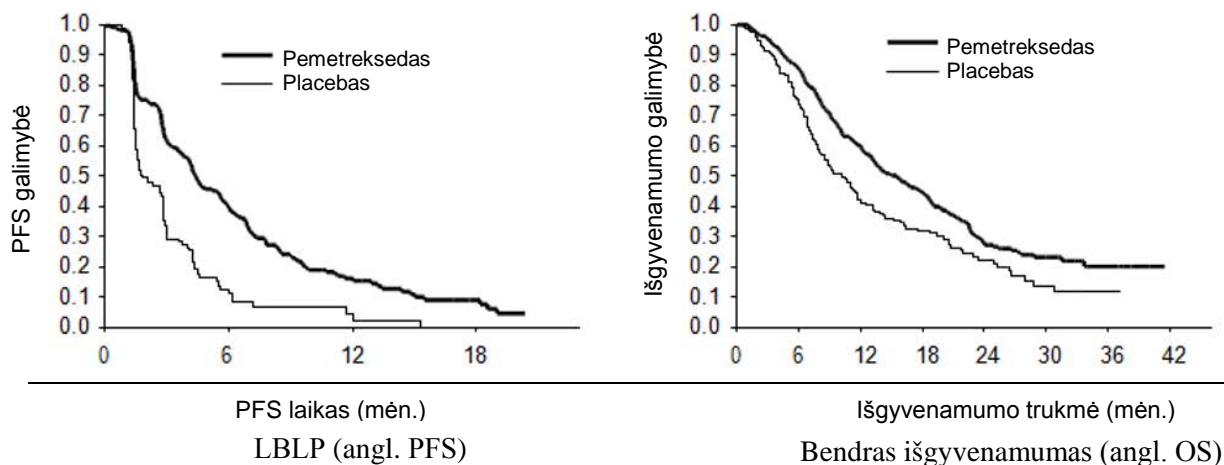 PFS galimybė
1.0
0.9
0.8
0.7
0.6
0.5
0.4
0.3
0.2
0.1
0.0
Pemetreksedas
Placebas
0 6 12 18
PFS laikas (mėn.)
LBLP (angl. PFS)
Išgyvenamumo galimybė
1.0
0.9
0.8
0.7
0.6
0.5
0.4
0.3
0.2
0.1
0.0
Pemetreksedas
Placebas
0 6 12 18 24 30 36 42
Išgyvenamumo trukmė (mėn.)
Bendras išgyvenamumas (angl. OS)